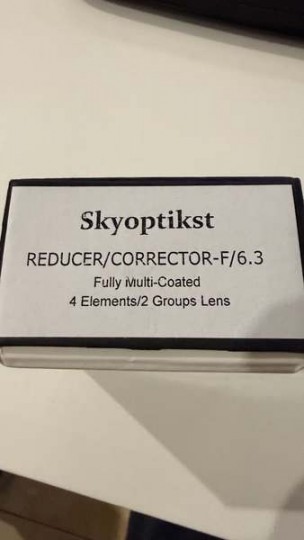 Skyoptikst
REDUCER/CORRECTOR-F/6.3
Fully Multi-Coated
4 Elements/2 Groups Lens